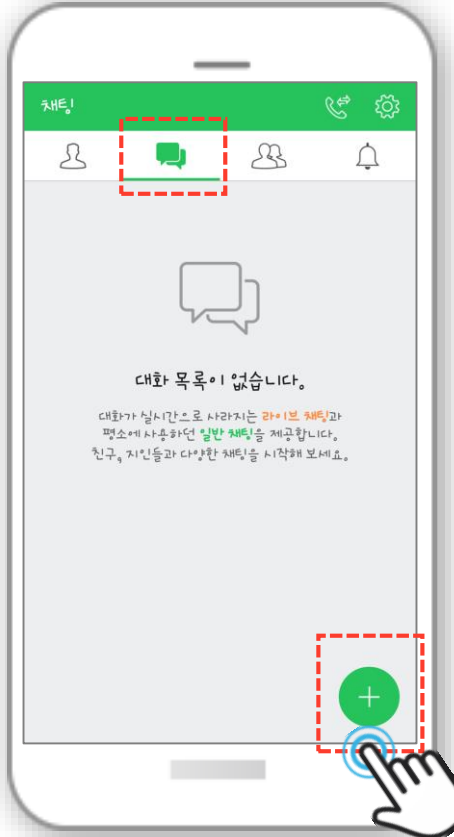 채팅
대화 목록이 없습니다.
대화가 실시간으로 사라지는 라이브 채팅과
평소에 사용하던 일반 채팅을 제공합니다.
친구, 지인들과 다양한 채팅을 시작해 보세요.